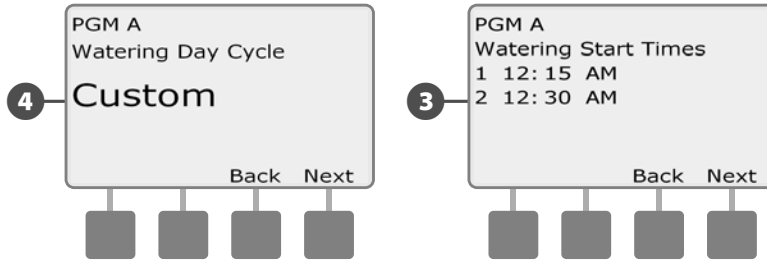 PGM A
Watering Day Cycle
4
Custom
Back Next
PGM A
Watering Start Times
1 12:15 AM
3
2 12:30 AM
Back Next